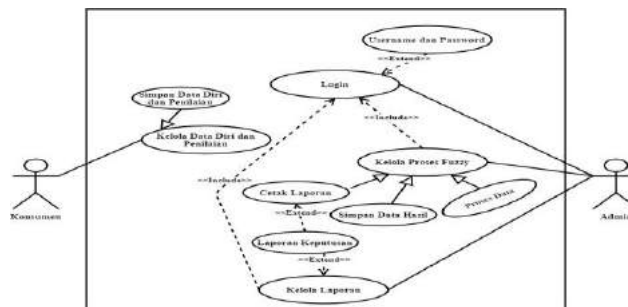 Username dan Password
<<Extend>>
Login
Simpan Data Diri
dan Penilaian
Kelola Data Diri dan
Penilaian
<<Include>>
Kelola Proses Fuzzy
<<Include>>
Cetak Laporan
Proses Data
Simpan Data Hasil
Konsumen
Admin
<<Extend>>
Laporan Keputusan
<<Extend>>
Kelola Laporan